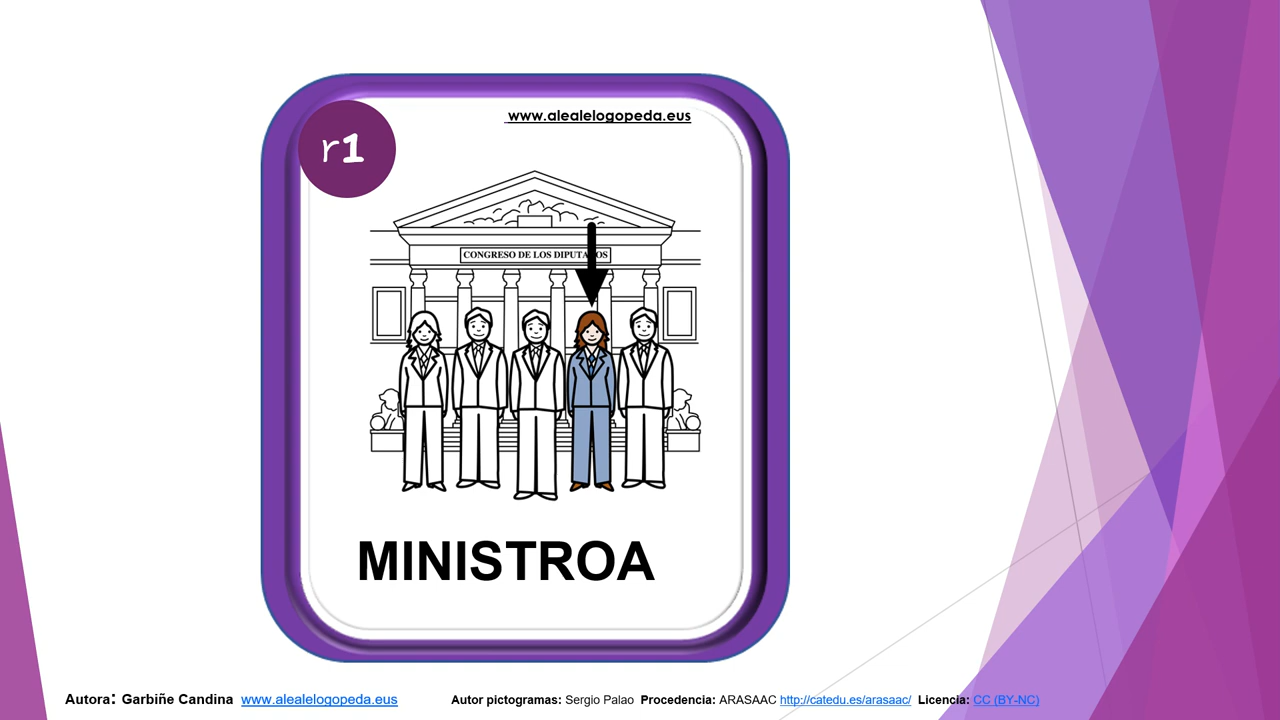 www.alealelogopeda.eus
r1
CONGRESO DE LOS DIPUTADOS
MINISTROA
Autora: Garbiñe Candina www.alealelogopeda.eus Autor pictogramas: Sergio Palao Procedencia: ARASAAC http://catedu.es/arasaac/ Licencia: CC (BY-NC)